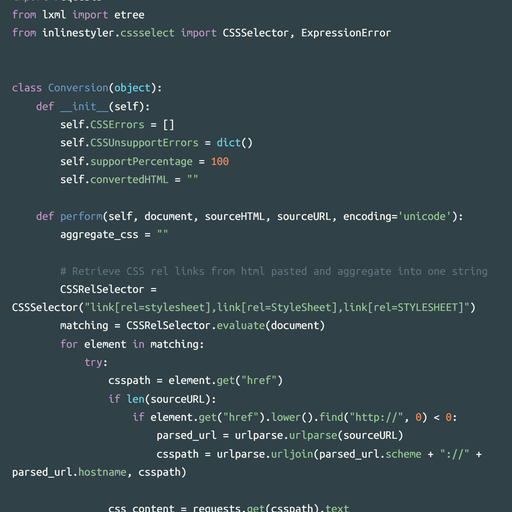 from lxml import etree
from inlinestyler.cssselect import CSSSelector, ExpressionError
class Conversion(object):
def __init__(self):
self.CSSErrors = []
self.CSSUnsupportErrors = dict()
self.supportPercentage = 100
self.convertedHTML = ""
def perform(self, document, sourceHTML, sourceURL, encoding='unicode'):
aggregate_css = ""
# Retrieve CSS rel links from html pasted and aggregate into one string
CSSRelSelector =
CSSSelector("link[rel=stylesheet],link[rel=StyleSheet],link[rel=STYLESHEET]")
matching = CSSRelSelector.evaluate(document)
for element in matching:
try:
csspath = element.get("href")
if len(sourceURL):
if element.get("href").lower().find("http://", 0) < 0:
parsed_url = urlparse.urlparse(sourceURL)
csspath = urlparse.urljoin(parsed_url.scheme + "://" +
parsed_url.hostname, csspath)
css_content = requests.get(csspath).text